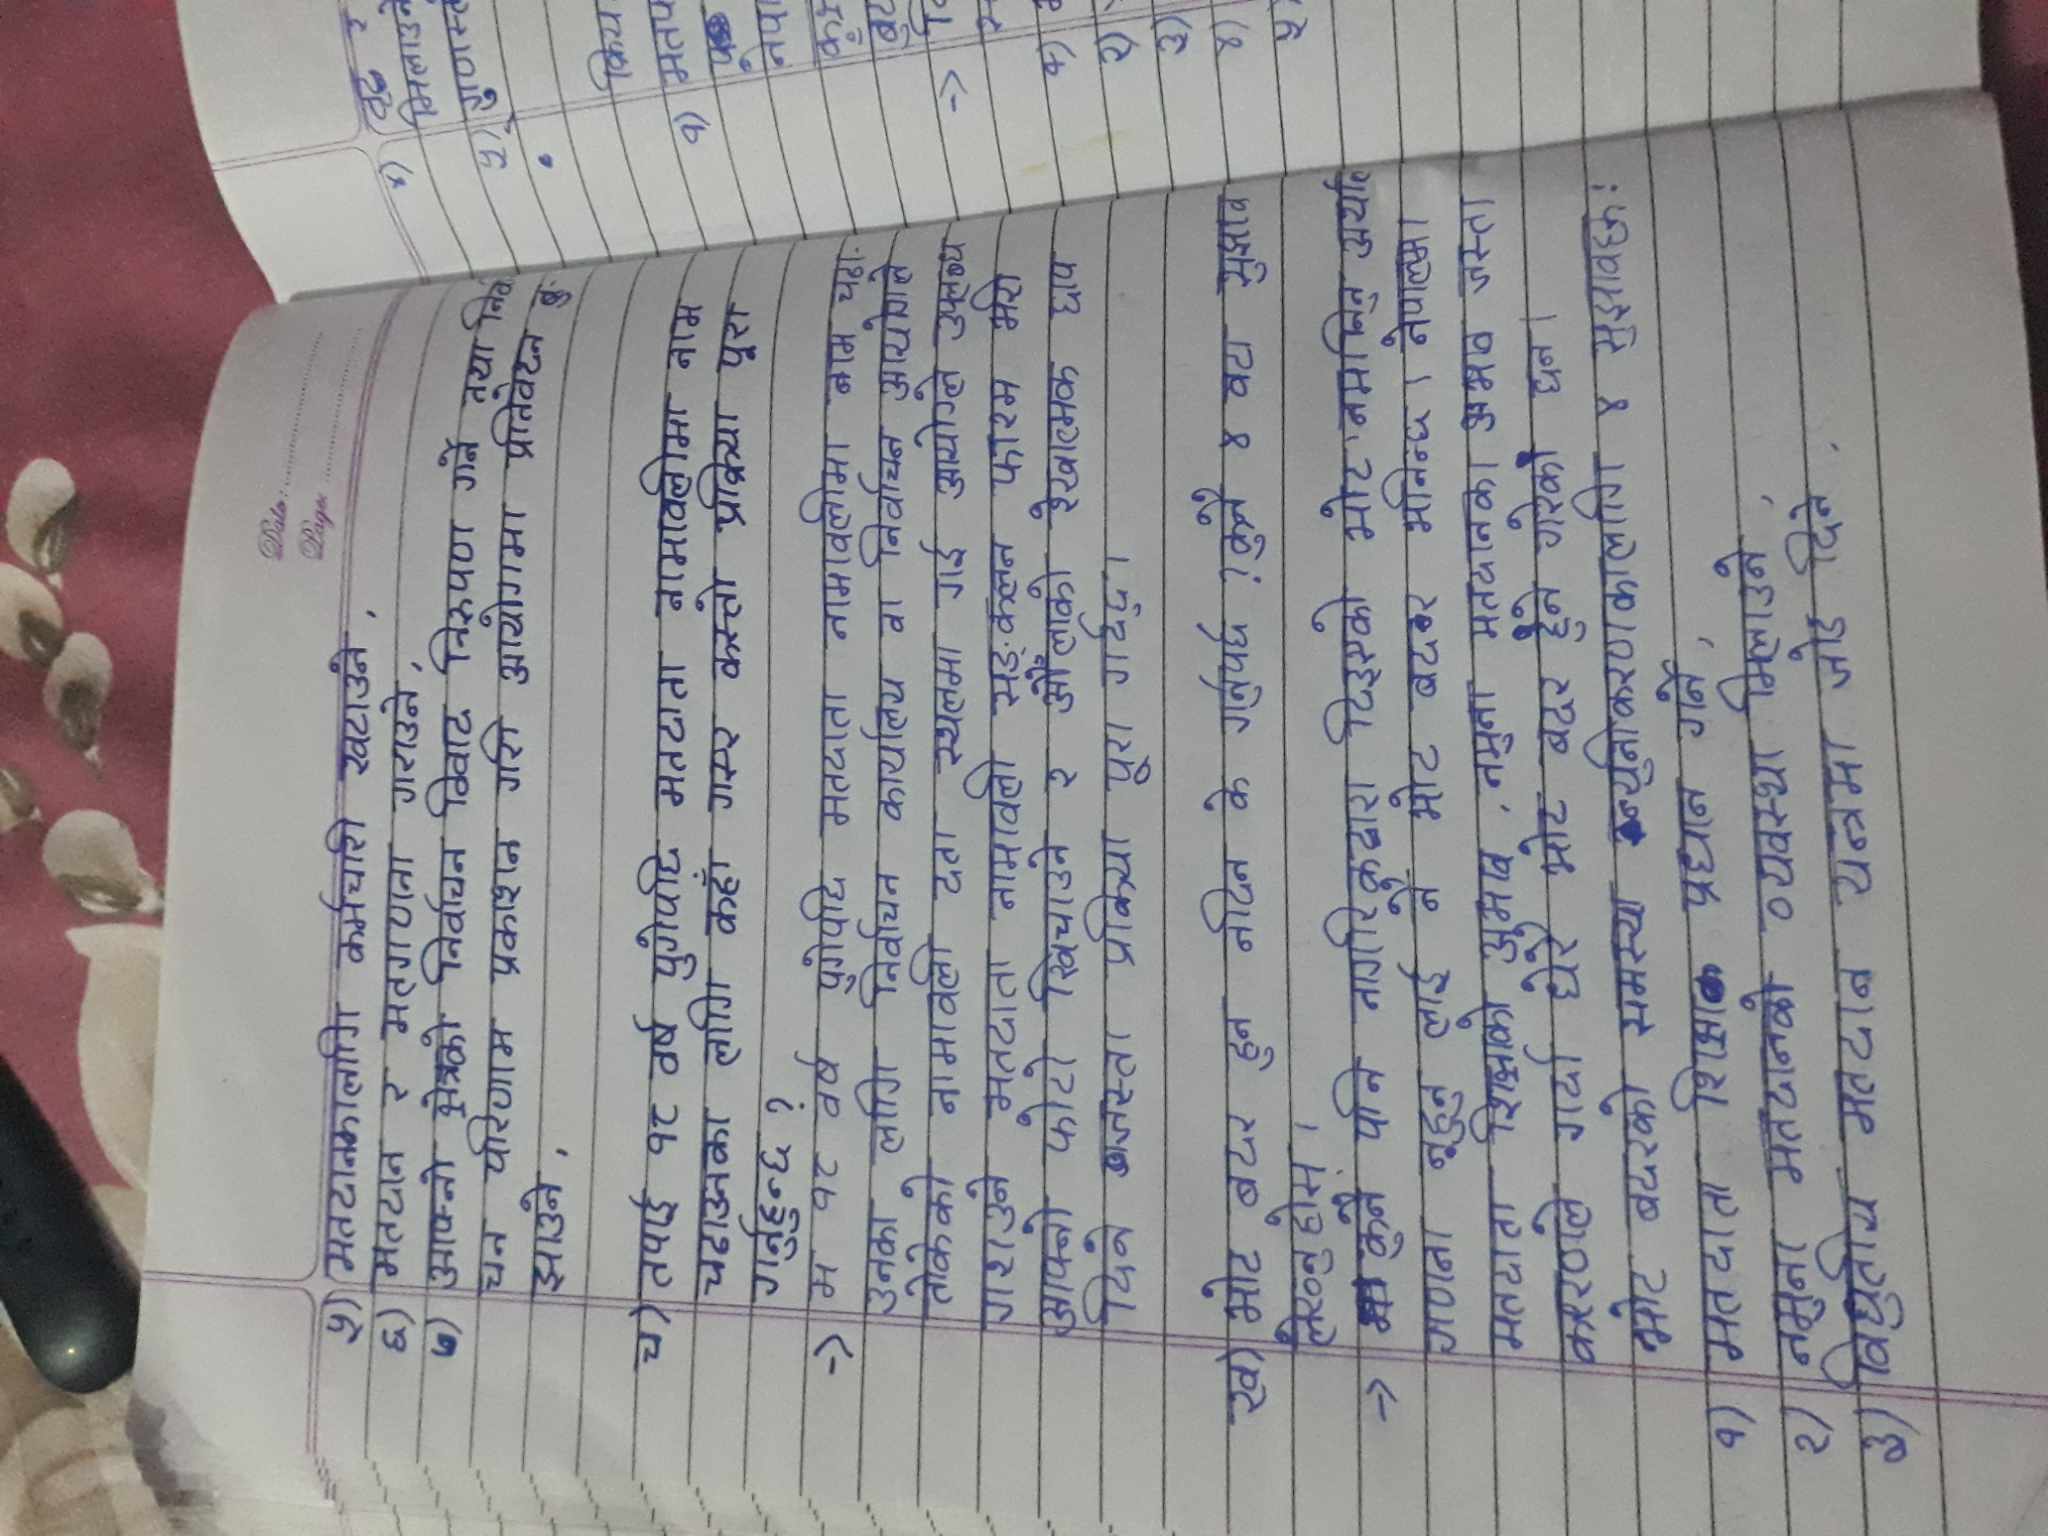 Date:
Page:
५) मतदानकालागि कर्मचारी खटाउने,
६) मतदान र मतगणना गराउने,
७) आफ्नो क्षेत्रको निर्वाचन विवाद निरुपण गर्ने तथा निर्व
चन परिणाम प्रकाशन गरी आयोगमा प्रतिवेदन बु-
झाउने,
च) तपाई १८ वर्ष पुगेपछि मतदाता नामावलीमा नाम
चढाउनका लागि कहाँ गएर कस्तो प्रक्रिया पूरा
गर्नुहुन्छ ?
-> म १८ वर्ष पुगेपछि मतदाता नामावलीमा नाम चढा-
उनका लागि निर्वाचन कार्यालय वा निर्वाचन आयोगले
तोकेको नामावली दता स्थलमा गई आयोग्ले उपलब्ध
गराउने मतदाता नामावली सङ्कलन फारम भरी
आफ्नो फोटो खिचाउने र औंलाको रेखात्मक छाप
दिने जस्ता प्रक्रिया पूरा गर्दछु।
ख) भोट बदर हुन नदिन के गर्नुपर्छ ? कुनै ४ वटा सुझाव
लेख्नुहोस्।
-> कुनै पनि नागरिकद्वारा दिइएको भोट नमानिनु अर्थात
गणना नहुनु लाई नै भोट बदर भनिन्छ। नेपालमा
मतदाता शिक्षाको अभाव, नमुना मतदानका अभाव जस्ता
कारणले गर्दा धेरै भोट बदर हुने गरेका छन।
भोट बदरको समस्या न्युनीकरणकालागि ४ सुझावहरू:
१) मतदाता शिक्षा प्रधान गर्ने,
२) नमुना मतदानको व्यवस्था मिलाउने,
३) विधुतीय मतदान यन्त्रमा जोड दिने,
४)
मिलाउने
५) गुणस्त
क्रिय
१) मतप
नेपा
->
१)
२)
३)
४)
५)